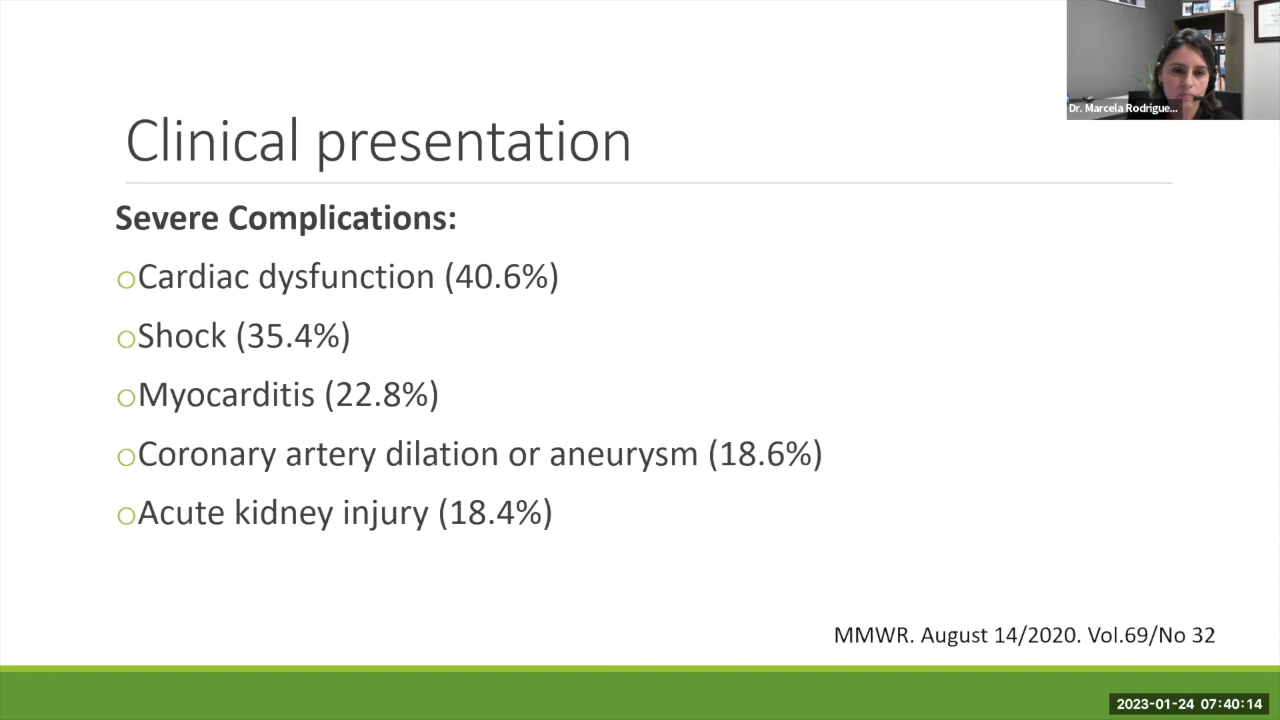 Dr. Marcela Rodrigue...
Clinical presentation
Severe Complications:
oCardiac dysfunction (40.6%)
oShock (35.4%)
oMyocarditis (22.8%)
oCoronary artery dilation or aneurysm (18.6%)
oAcute kidney injury (18.4%)
MMWR. August 14/2020. Vol.69/No 32
2023-01-24 07:40:14